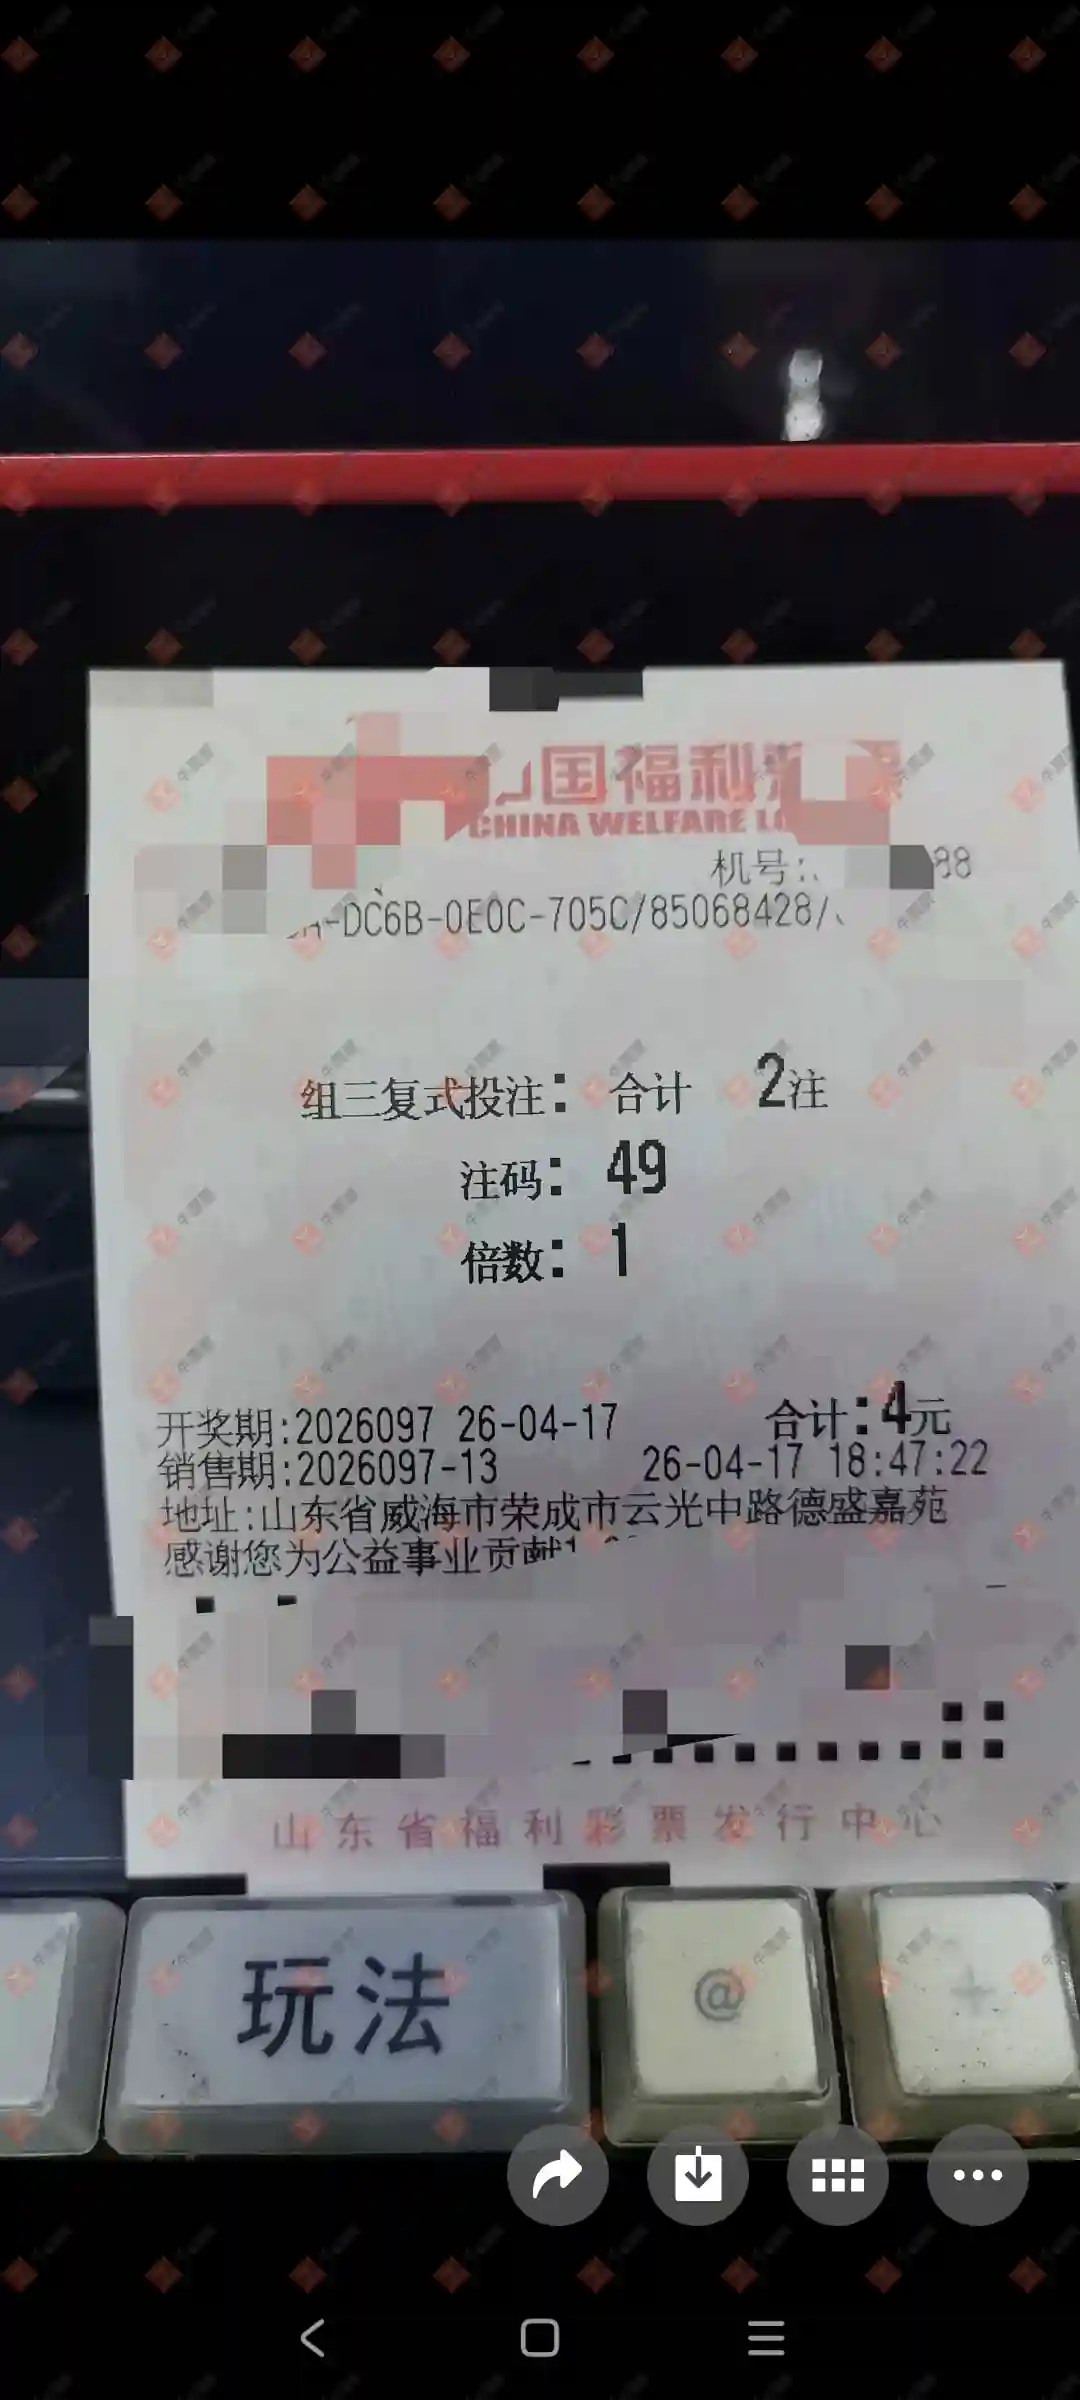 国福利
CHINA WELFARE
机号: 88
-DC6B-0E0C-705C/85068428/
组三复式投注: 合计 2注
注码: 49
倍数: 1
开奖期:2026097 26-04-17 合计:4元
销售期:2026097-13 26-04-17 18:47:22
地址:山东省威海市荣成市云光中路德盛嘉苑
感谢您为公益事业贡献
山东省福利彩票发行中心
玩法 @ +